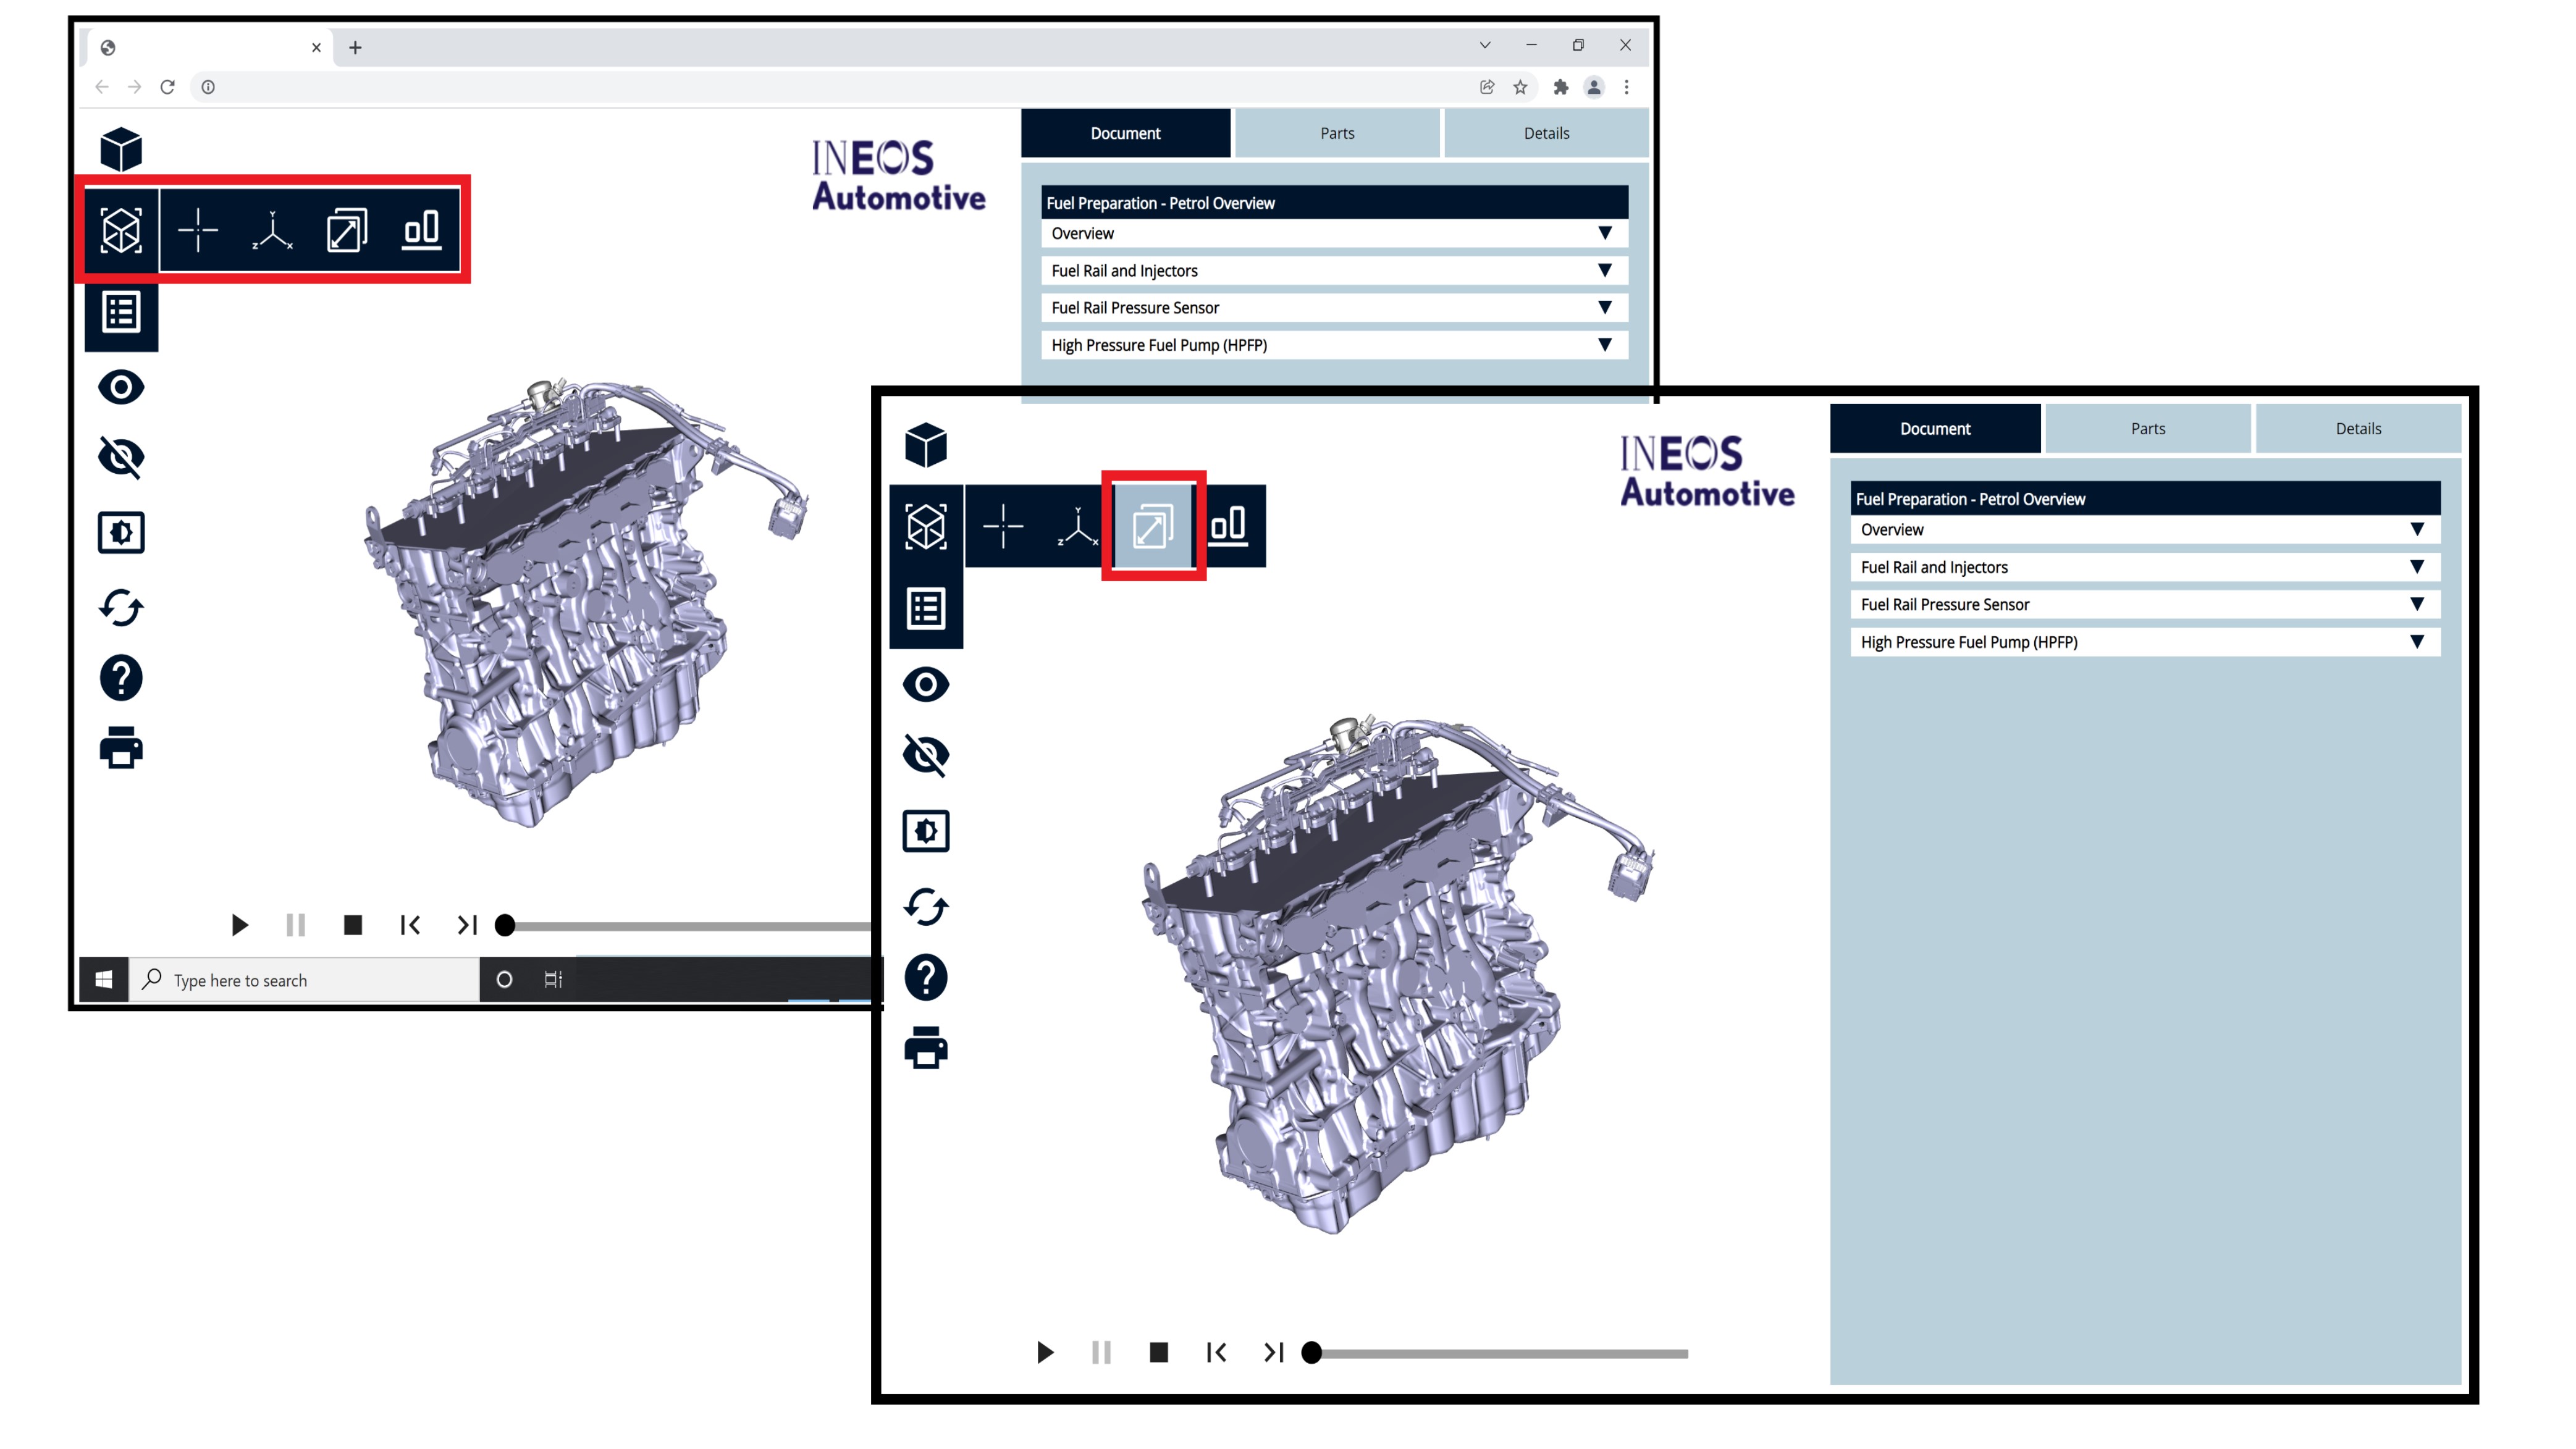 INEOS
Automotive
Document
Parts
Details
Fuel Preparation - Petrol Overview
Overview
Fuel Rail and Injectors
Fuel Rail Pressure Sensor
High Pressure Fuel Pump (HPFP)
Y
Z
X
Type here to search
INEOS
Automotive
Document
Parts
Details
Fuel Preparation - Petrol Overview
Overview
Fuel Rail and Injectors
Fuel Rail Pressure Sensor
High Pressure Fuel Pump (HPFP)
Y
Z
X